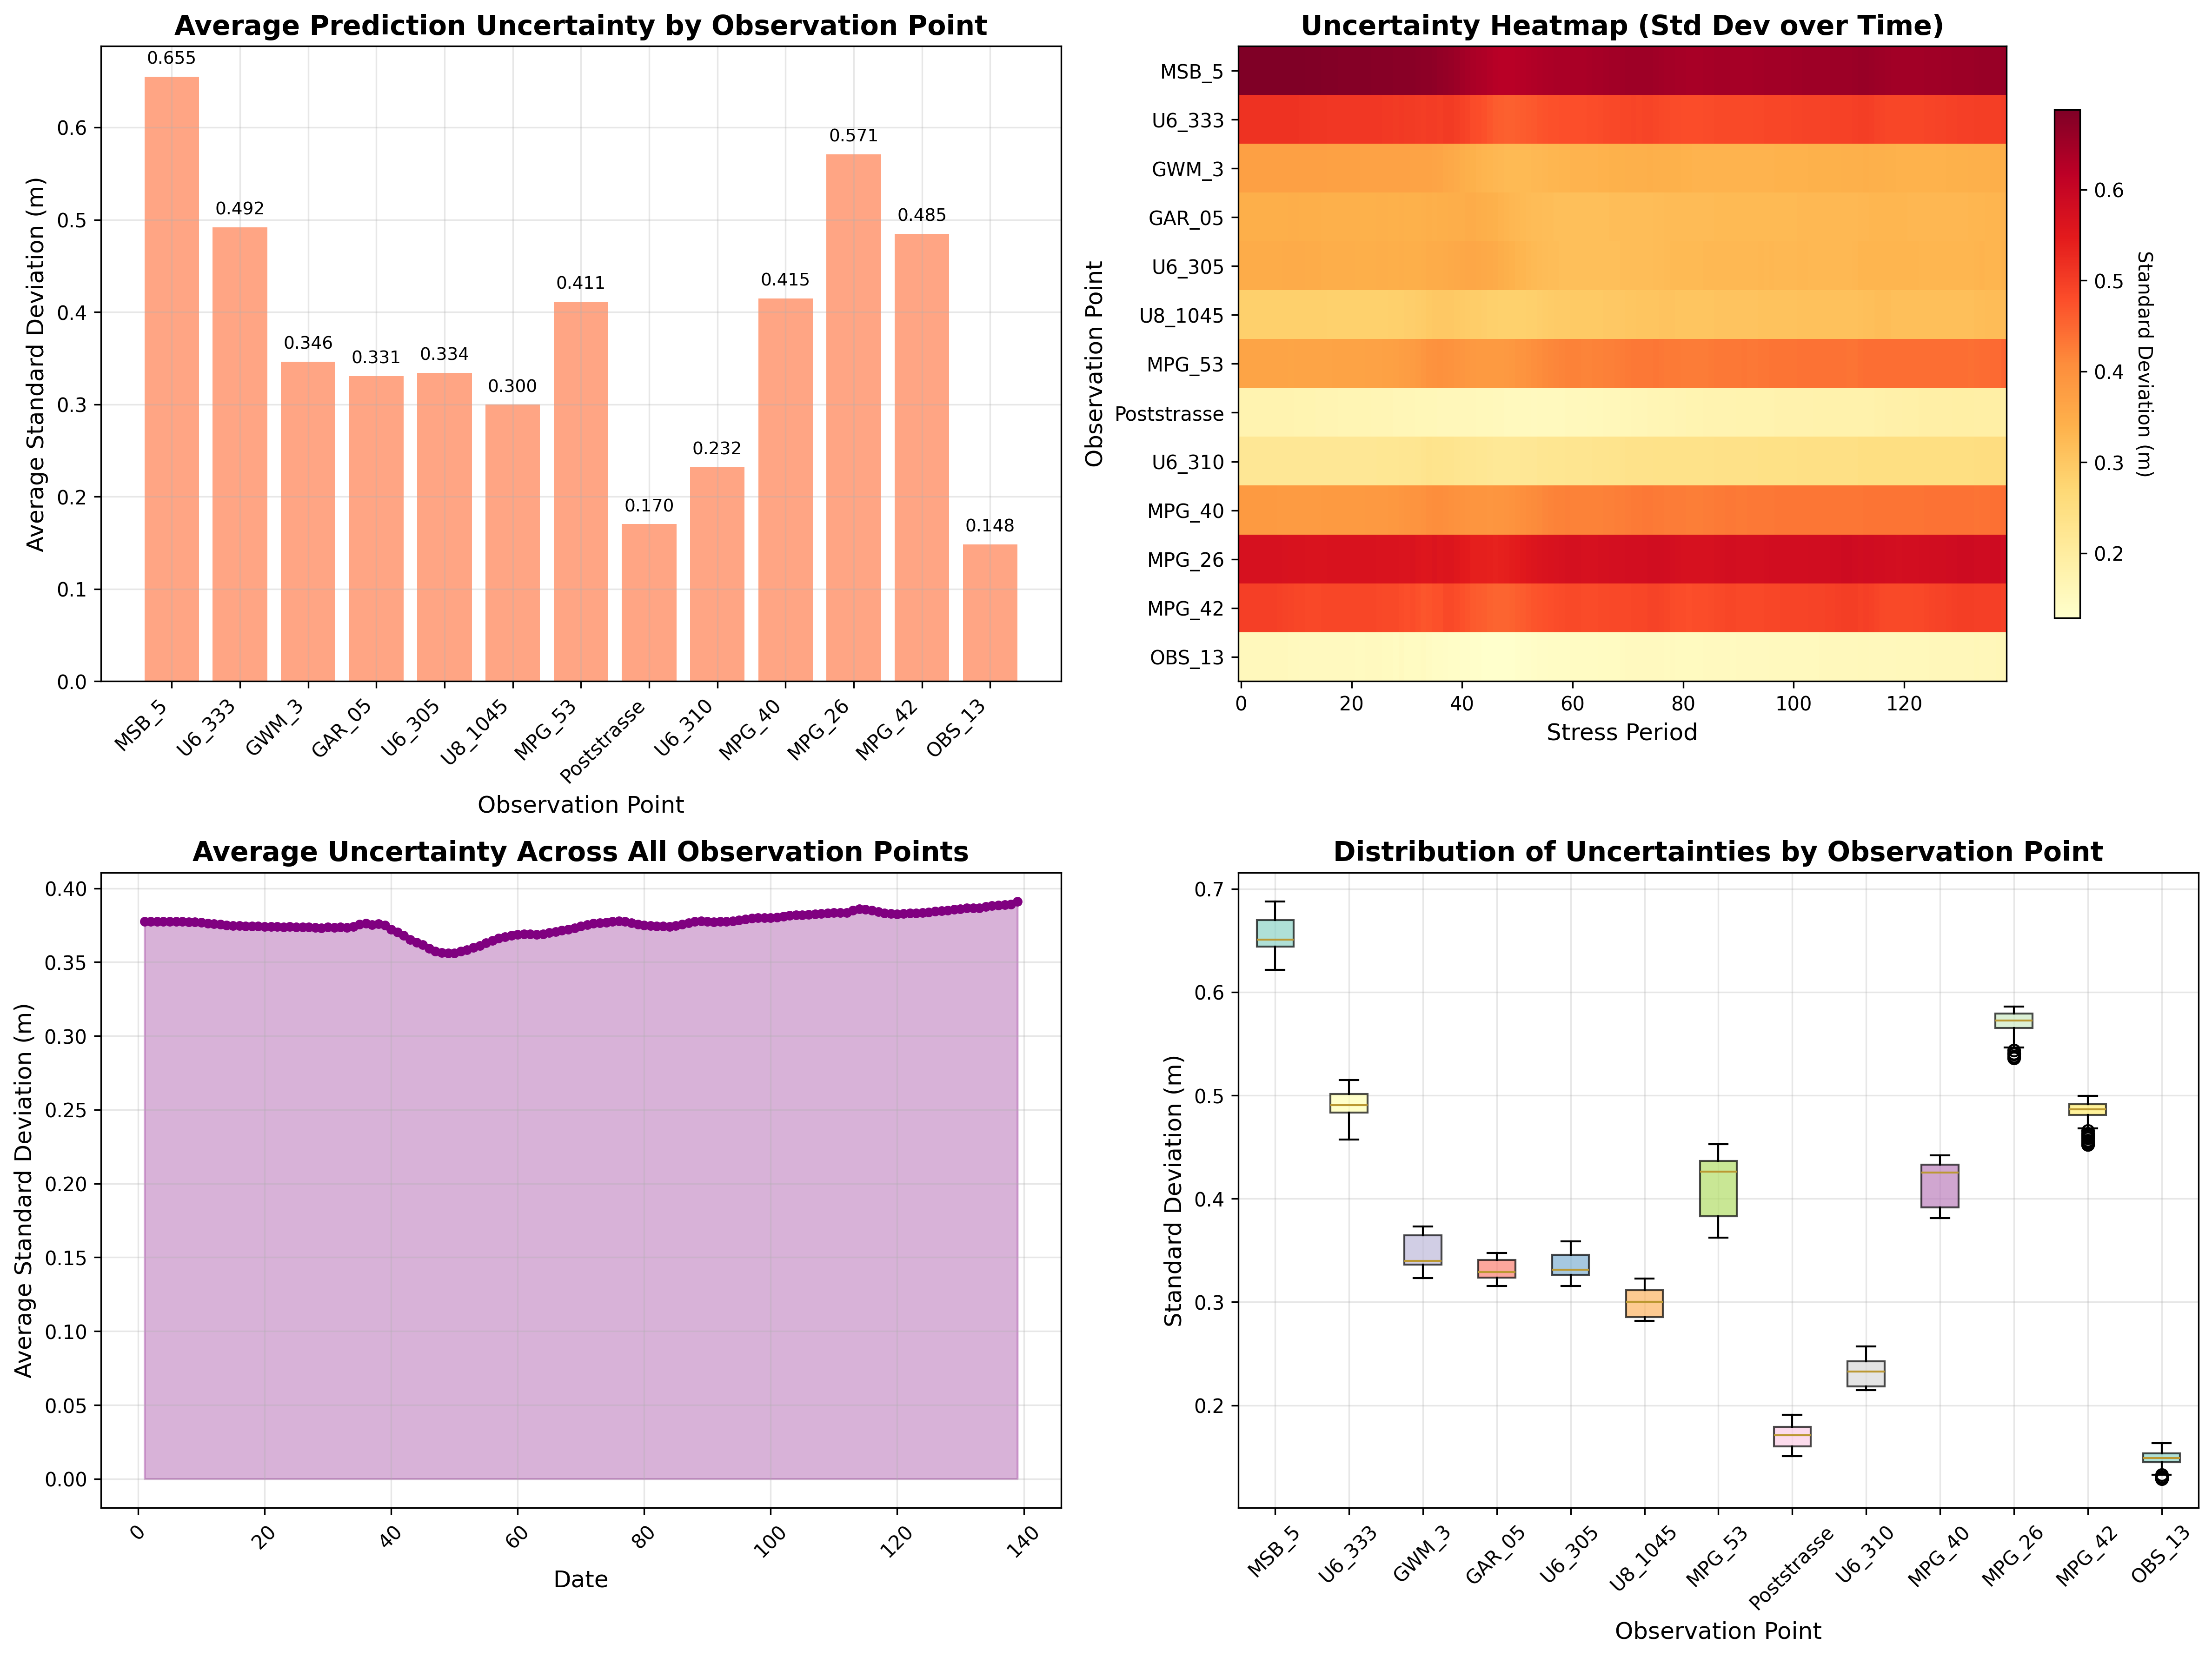 Average Prediction Uncertainty by Observation Point
Average Standard Deviation (m)
0.6
0.5
0.4
0.3
0.2
0.1
0.0
0.655
0.492
0.346
0.331
0.334
0.300
0.411
0.170
0.232
0.415
0.571
0.485
0.148
MSB_5
U6_333
GWM_3
GAR_05
U6_305
U8_1045
MPG_53
Poststrasse
U6_310
MPG_40
MPG_26
MPG_42
OBS_13
Observation Point
Uncertainty Heatmap (Std Dev over Time)
Observation Point
MSB_5
U6_333
GWM_3
GAR_05
U6_305
U8_1045
MPG_53
Poststrasse
U6_310
MPG_40
MPG_26
MPG_42
OBS_13
0 20 40 60 80 100 120
Stress Period
0.6
0.5
0.4
0.3
0.2
Standard Deviation (m)
Average Uncertainty Across All Observation Points
Average Standard Deviation (m)
0.40
0.35
0.30
0.25
0.20
0.15
0.10
0.05
0.00
0 20 40 60 80 100 120 140
Date
Distribution of Uncertainties by Observation Point
Standard Deviation (m)
0.7
0.6
0.5
0.4
0.3
0.2
MSB_5
U6_333
GWM_3
GAR_05
U6_305
U8_1045
MPG_53
Poststrasse
U6_310
MPG_40
MPG_26
MPG_42
OBS_13
Observation Point